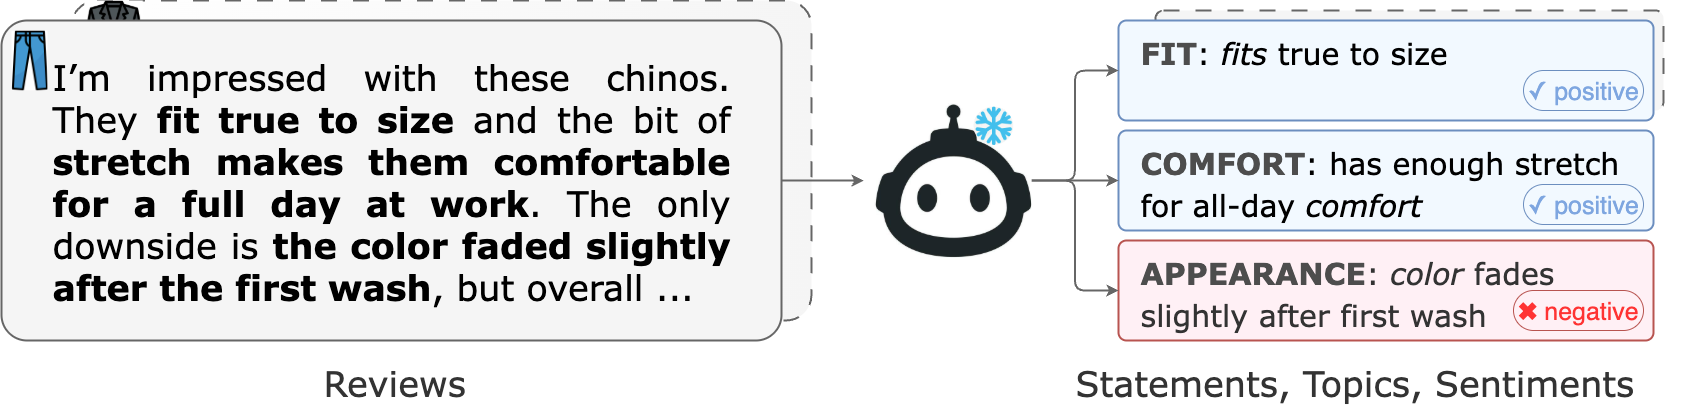 I’m impressed with these chinos.
They fit true to size and the bit of
stretch makes them comfortable
for a full day at work. The only
downside is the color faded slightly
after the first wash, but overall ...
Reviews
FIT: fits true to size
✓ positive
COMFORT: has enough stretch
for all-day comfort
✓ positive
APPEARANCE: color fades
slightly after first wash
✖ negative
Statements, Topics, Sentiments